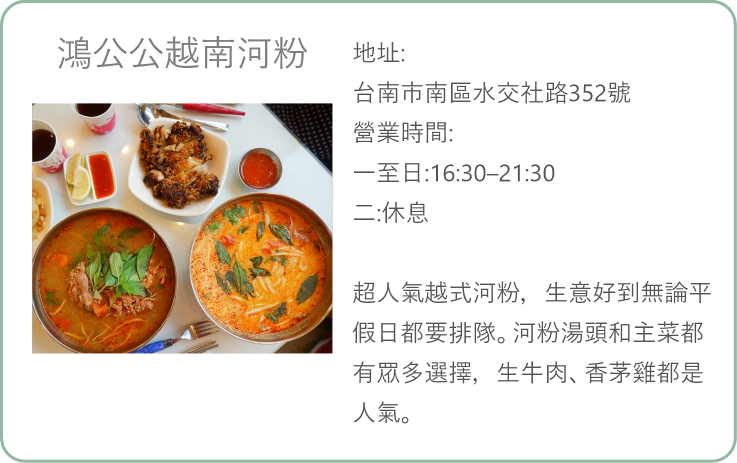 鴻公公越南河粉
地址:
台南市南區水交社路352號
營業時間:
一至日:16:30–21:30
二:休息
超人氣越式河粉，生意好到無論平
假日都要排隊。河粉湯頭和主菜都
有眾多選擇，生牛肉、香茅雞都是
人氣。